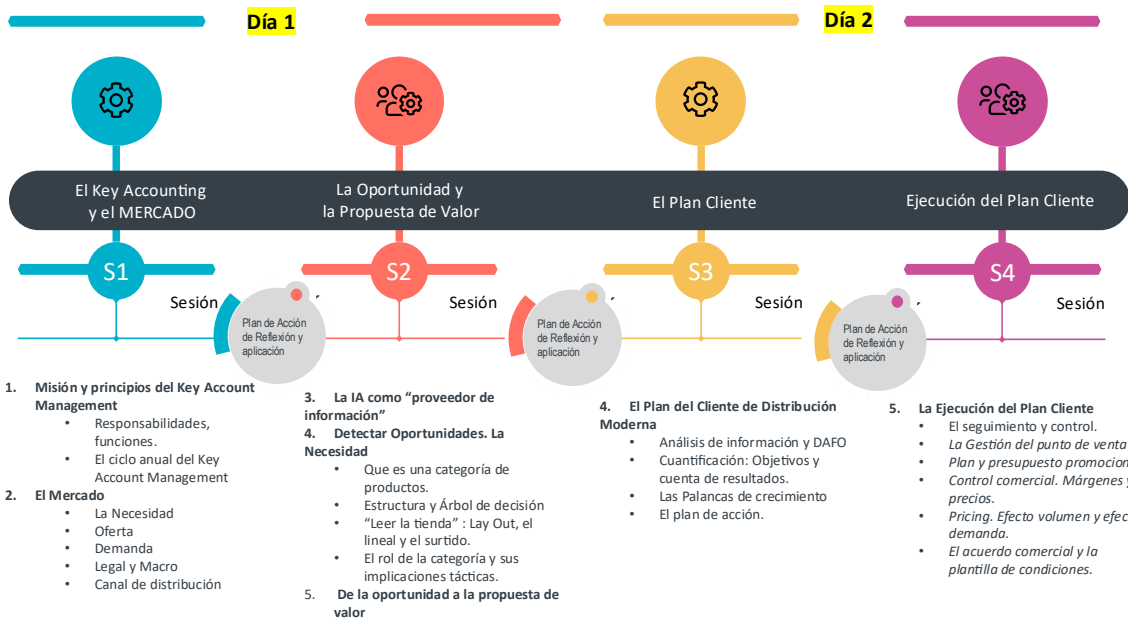 Día 1
Día 2
El Key Accounting
y el MERCADO
La Oportunidad y
la Propuesta de Valor
El Plan Cliente
Ejecución del Plan Cliente
S1
S2
S3
S4
Sesión
Sesión
Sesión
Sesión
Plan de Acción
de Reflexión y
aplicación
Plan de Acción
de Reflexión y
aplicación
Plan de Acción
de Reflexión y
aplicación
1. Misión y principios del Key Account
Management
• Responsabilidades,
funciones.
• El ciclo anual del Key
Account Management
2. El Mercado
• La Necesidad
• Oferta
• Demanda
• Legal y Macro
• Canal de distribución
3. La IA como “proveedor de
información”
4. Detectar Oportunidades. La
Necesidad
• Que es una categoría de
productos.
• Estructura y Árbol de decisión
• “Leer la tienda” : Lay Out, el
lineal y el surtido.
• El rol de la categoría y sus
implicaciones tácticas.
5. De la oportunidad a la propuesta de
valor
4. El Plan del Cliente de Distribución
Moderna
• Análisis de información y DAFO
• Cuantificación: Objetivos y
cuenta de resultados.
• Las Palancas de crecimiento
• El plan de acción.
5. La Ejecución del Plan Cliente
• El seguimiento y control.
• La Gestión del punto de venta
• Plan y presupuesto promocion
• Control comercial. Márgenes y
precios.
• Pricing. Efecto volumen y efec
demanda.
• El acuerdo comercial y la
plantilla de condiciones.